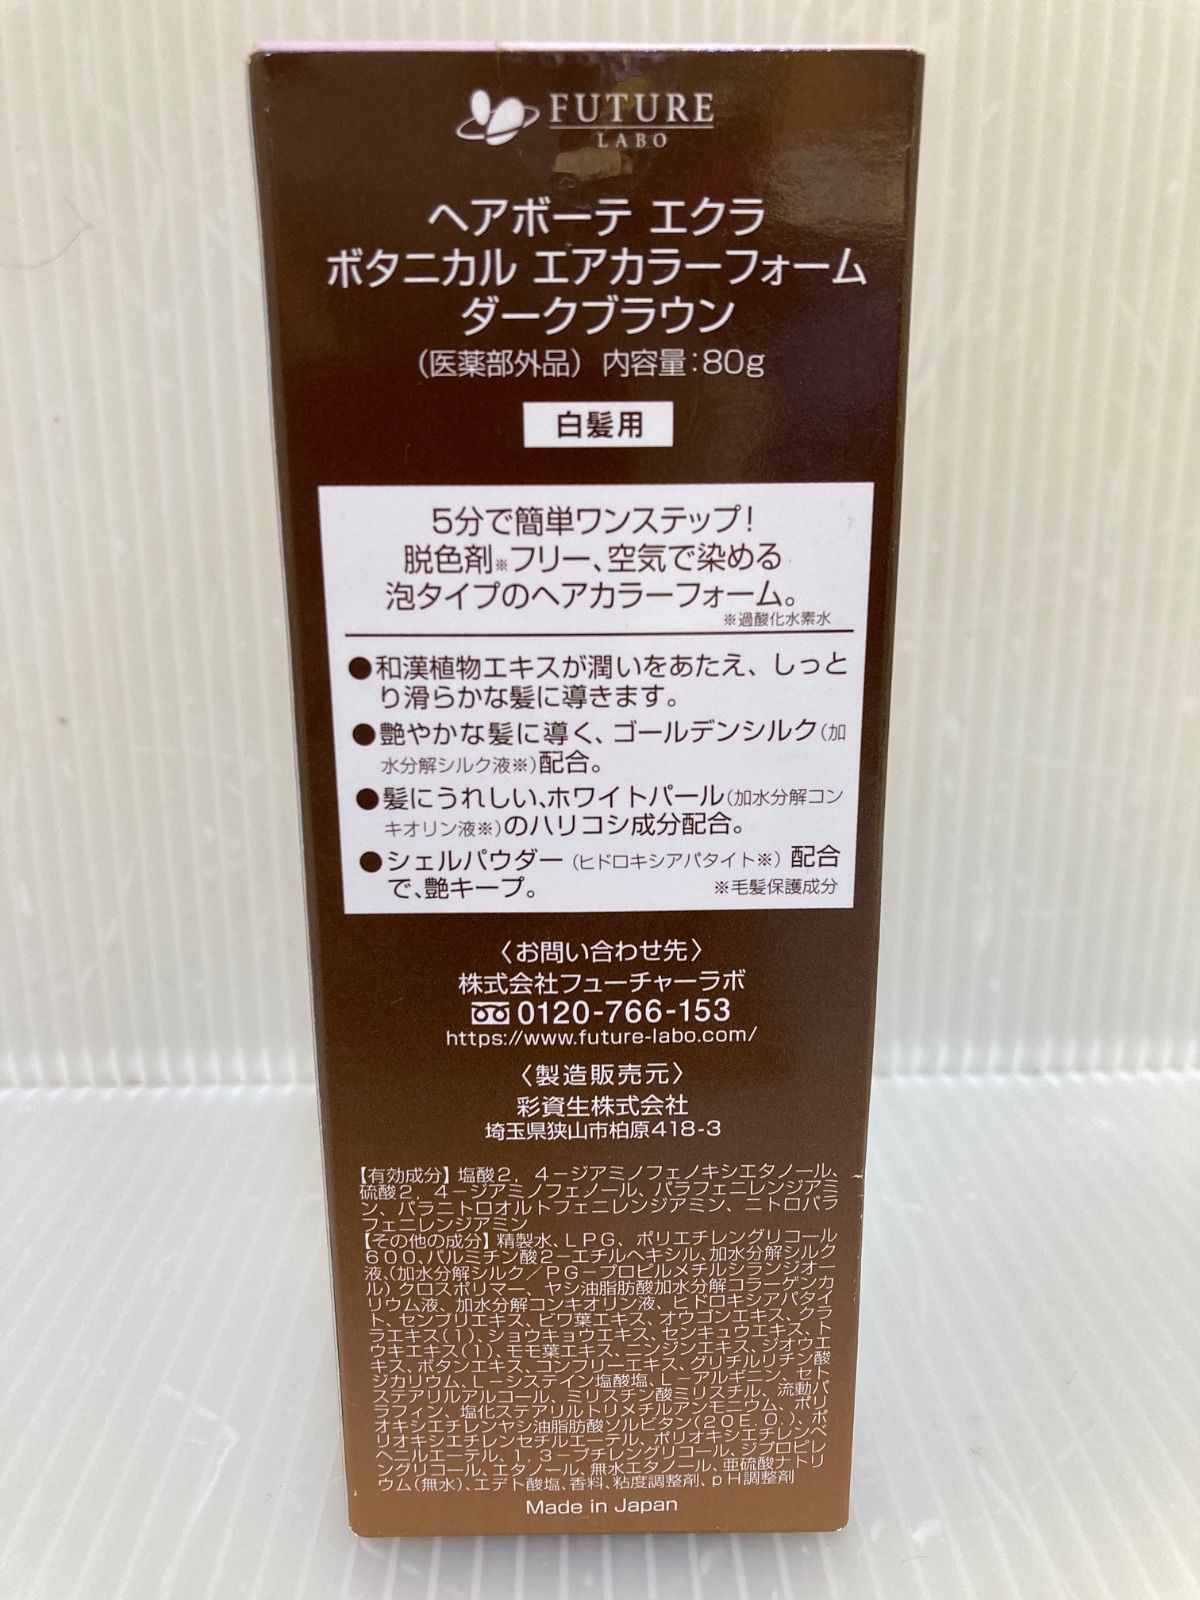 FUTURE
LABO
ヘアボーテ エクラ
ボタニカル エアカラーフォーム
ダークブラウン
(医薬部外品) 内容量:80g
白髪用
5分で簡単ワンステップ!
脱色剤※フリー、空気で染める
泡タイプのヘアカラーフォーム。
※過酸化水素水
●和漢植物エキスが潤いをあたえ、しっと
り滑らかな髪に導きます。
●艶やかな髪に導く、ゴールデンシルク(加
水分解シルク液※)配合。
●髪にうれしい、ホワイトパール(加水分解コン
キオリン液※)のハリコシ成分配合。
●シェルパウダー(ヒドロキシアパタイト※)配合
で、艶キープ。 ※毛髪保護成分
〈お問い合わせ先〉
株式会社フューチャーラボ
0120-766-153
https://www.future-labo.com/
〈製造販売元〉
彩資生株式会社
埼玉県狭山市柏原418-3
【有効成分】塩酸2,4-ジアミノフェノキシエタノール、
硫酸2,4-ジアミノフェノール、パラフェニレンジアミ
ン、パラニトロオルトフェニレンジアミン、ニトロパラ
フェニレンジアミン
【その他の成分】精製水、LPG、ポリエチレングリコール
600、パルミチン酸2-エチルヘキシル、加水分解シルク
液、(加水分解シルク/PG-プロピルメチルシランジオー
ル)クロスポリマー、ヤシ油脂肪酸加水分解コラーゲンカ
リウム液、加水分解コンキオリン液、ヒドロキシアパタイ
ト、センブリエキス、ビワ葉エキス、オウゴンエキス、クラ
ラエキス(1)、ショウキョウエキス、センキュウエキス、ト
ウキエキス(1)、モモ葉エキス、ニンジンエキス、ジオウエ
キス、ボタンエキス、コンフリーエキス、グリチルリチン酸
ジカリウム、L-システイン塩酸塩、L-アルギニン、セト
ステアリルアルコール、ミリスチン酸ミリスチル、流動パ
ラフィン、塩化ステアリルトリメチルアンモニウム、ポリ
オキシエチレンヤシ油脂肪酸ソルビタン(20E.O.)、ポ
リオキシエチレンセチルエーテル、ポリオキシエチレンベ
ヘニルエーテル、1,3-ブチレングリコール、ジプロピレ
ングリコール、エタノール、無水エタノール、亜硫酸ナトリ
ウム(無水)、エデト酸塩、香料、粘度調整剤、pH調整剤
Made in Japan